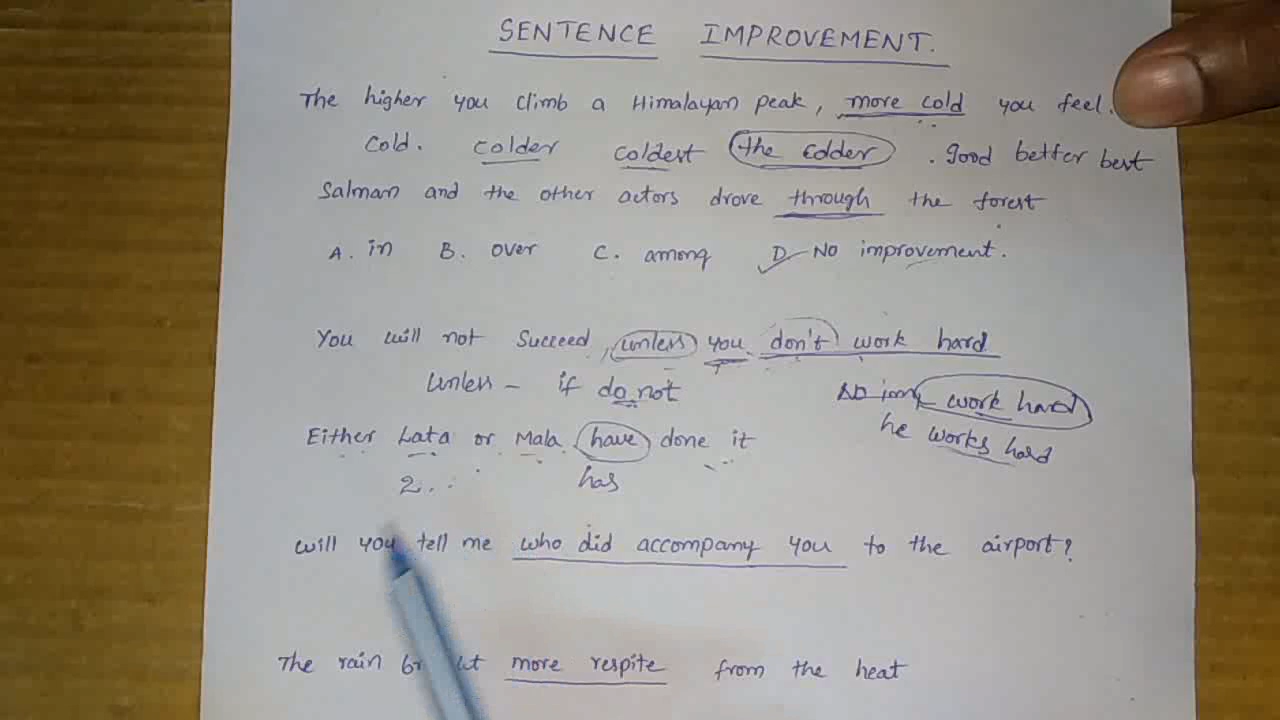 SENTENCE IMPROVEMENT.
The higher you climb a Himalayan peak, more cold you feel.
cold. colder coldest the colder . Good better best
Salman and the other actors drove through the forest
A. in B. over C. among D. No improvement.
You will not Succeed, unless you don't work hard
Unless - if do not work hard
he works hard
Either Lata or Mala have done it
2.. has
will you tell me who did accompany you to the airport?
The rain more respite from the heat